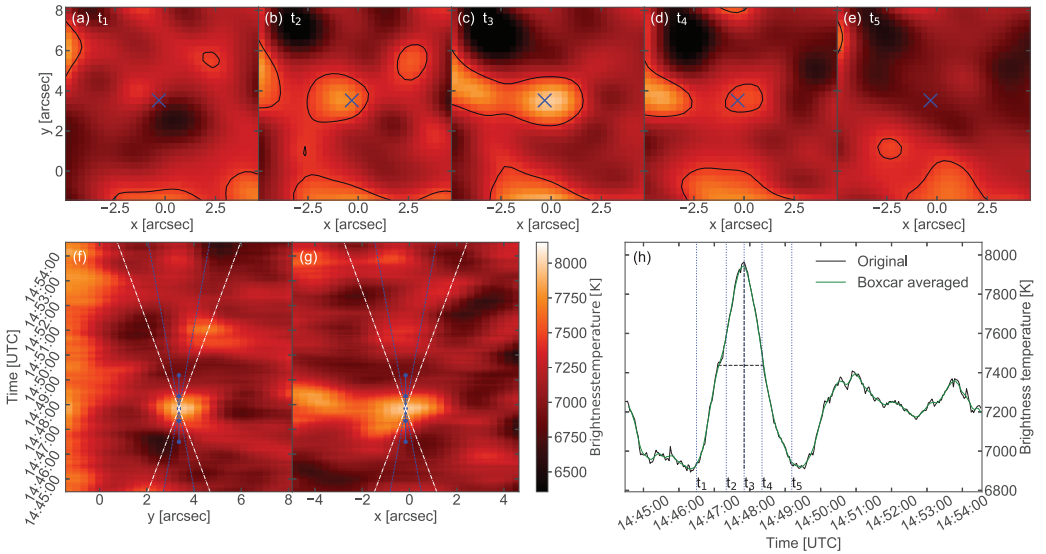 (a) t1
(b) t2
(c) t3
(d) t4
(e) t5
8
6
4
2
0
y [arcsec]
−2.5 0.0 2.5
−2.5 0.0 2.5
−2.5 0.0 2.5
−2.5 0.0 2.5
−2.5 0.0 2.5
x [arcsec]
x [arcsec]
x [arcsec]
x [arcsec]
x [arcsec]
(f)
(g)
14:54:00
14:53:00
14:52:00
14:51:00
14:50:00
14:49:00
14:48:00
14:47:00
14:46:00
14:45:00
Time [UTC]
0 2 4 6 8
y [arcsec]
−4 −2 0 2 4
x [arcsec]
8000
7750
7500
7250
7000
6750
6500
Brightnesstemperature [K]
(h)
Original
Boxcar averaged
8000
7800
7600
7400
7200
7000
6800
Brightness temperature [K]
t1 t2 t3 t4 t5
14:45:00 14:46:00 14:47:00 14:48:00 14:49:00 14:50:00 14:51:00 14:52:00 14:53:00 14:54:00
Time [UTC]